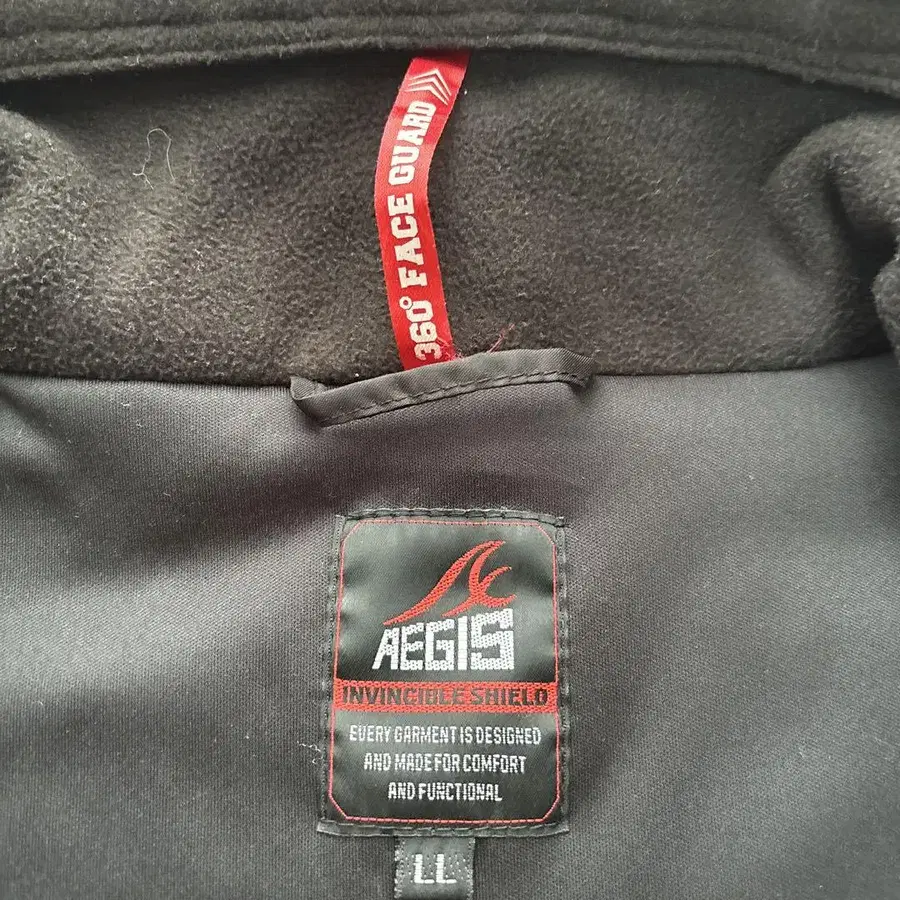 360° FACE GUARD
AEGIS
INVINCIBLE SHIELD
EVERY GARMENT IS DESIGNED
AND MADE FOR COMFORT
AND FUNCTIONAL
LL